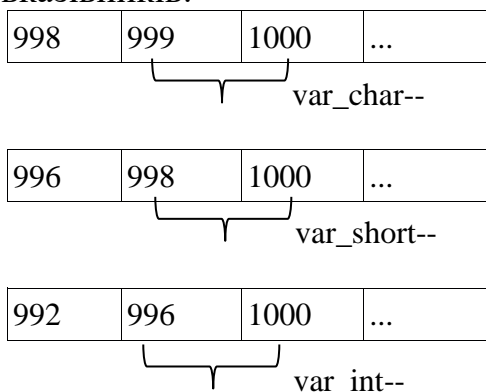 998 999 1000 ...
var_char--
996 998 1000 ...
var_short--
992 996 1000 ...
var_int--